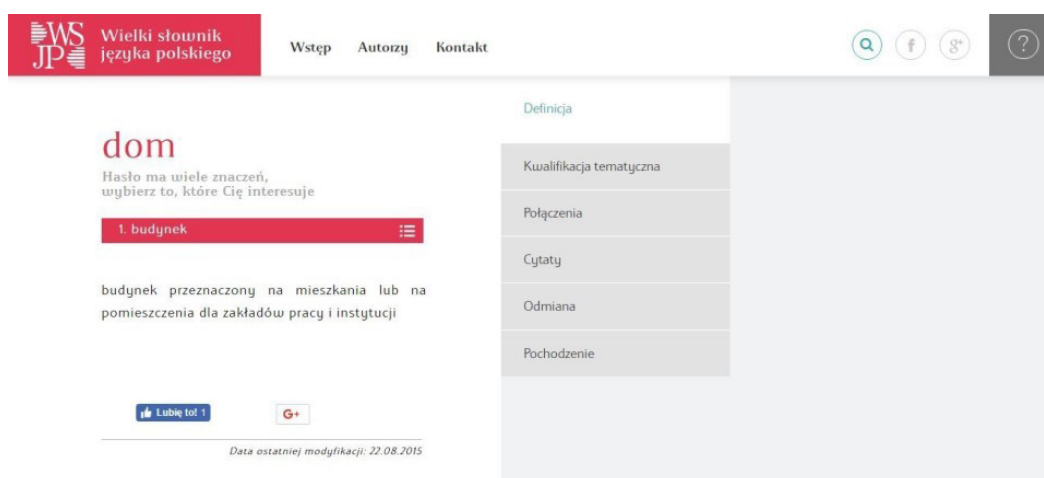 WS
JP
Wielki słownik
języka polskiego
Wstęp Autorzy Kontakt
f g+ ?
dom
Hasło ma wiele znaczeń,
wybierz to, które Cię interesuje
1. budynek
budynek przeznaczony na mieszkania lub na
pomieszczenia dla zakładów pracy i instytucji
Lubię to! 1
G+
Data ostatniej modyfikacji: 22.08.2015
Definicja
Kwalifikacja tematyczna
Połączenia
Cytaty
Odmiana
Pochodzenie